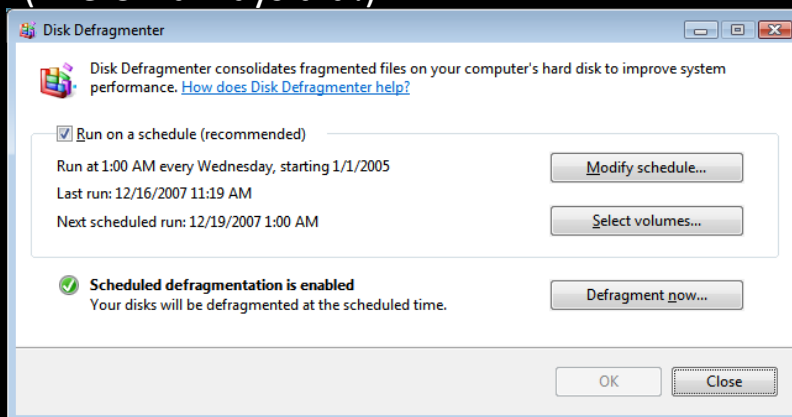 Disk Defragmenter
Disk Defragmenter consolidates fragmented files on your computer's hard disk to improve system
performance. How does Disk Defragmenter help?
Run on a schedule (recommended)
Run at 1:00 AM every Wednesday, starting 1/1/2005
Modify schedule...
Last run: 12/16/2007 11:19 AM
Next scheduled run: 12/19/2007 1:00 AM
Select volumes...
Scheduled defragmentation is enabled
Your disks will be defragmented at the scheduled time.
Defragment now...
OK
Close